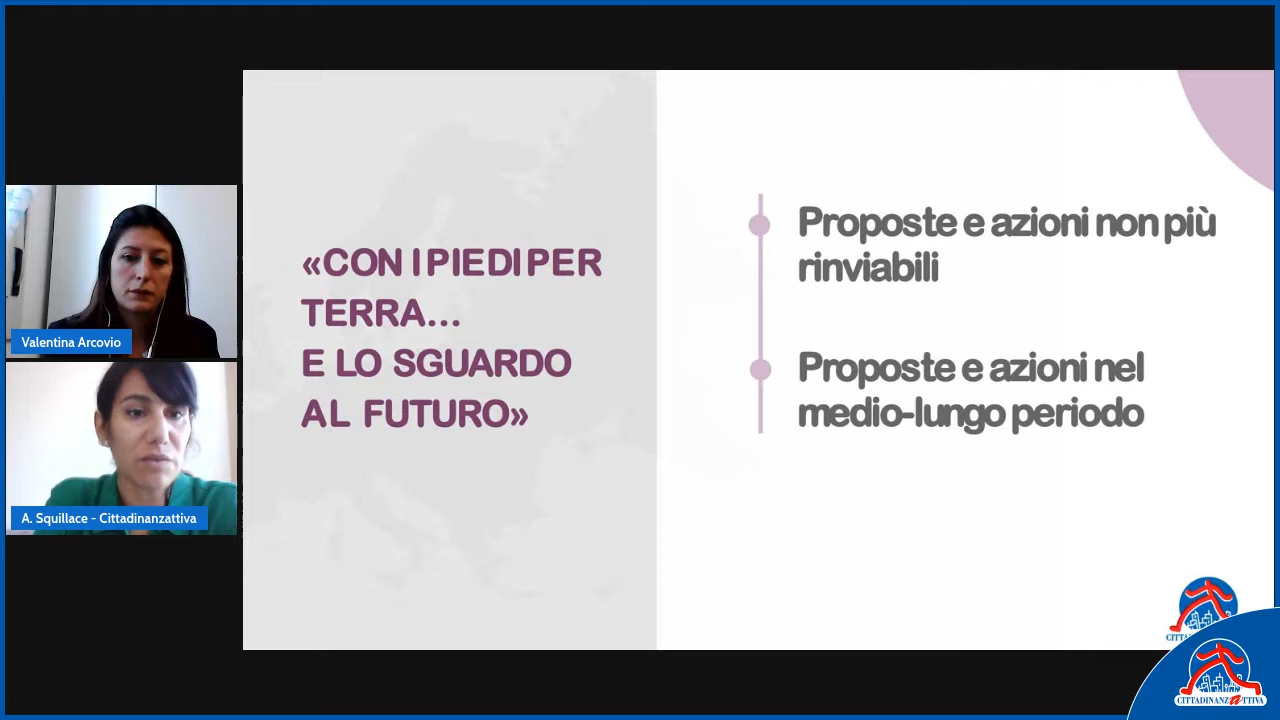 Valentina Arcovio
A. Squillace - Cittadinanzattiva
«CON I PIEDI PER
TERRA...
E LO SGUARDO
AL FUTURO»
Proposte e azioni non più
rinviabili
Proposte e azioni nel
medio-lungo periodo
CITTADINANZATTIVA